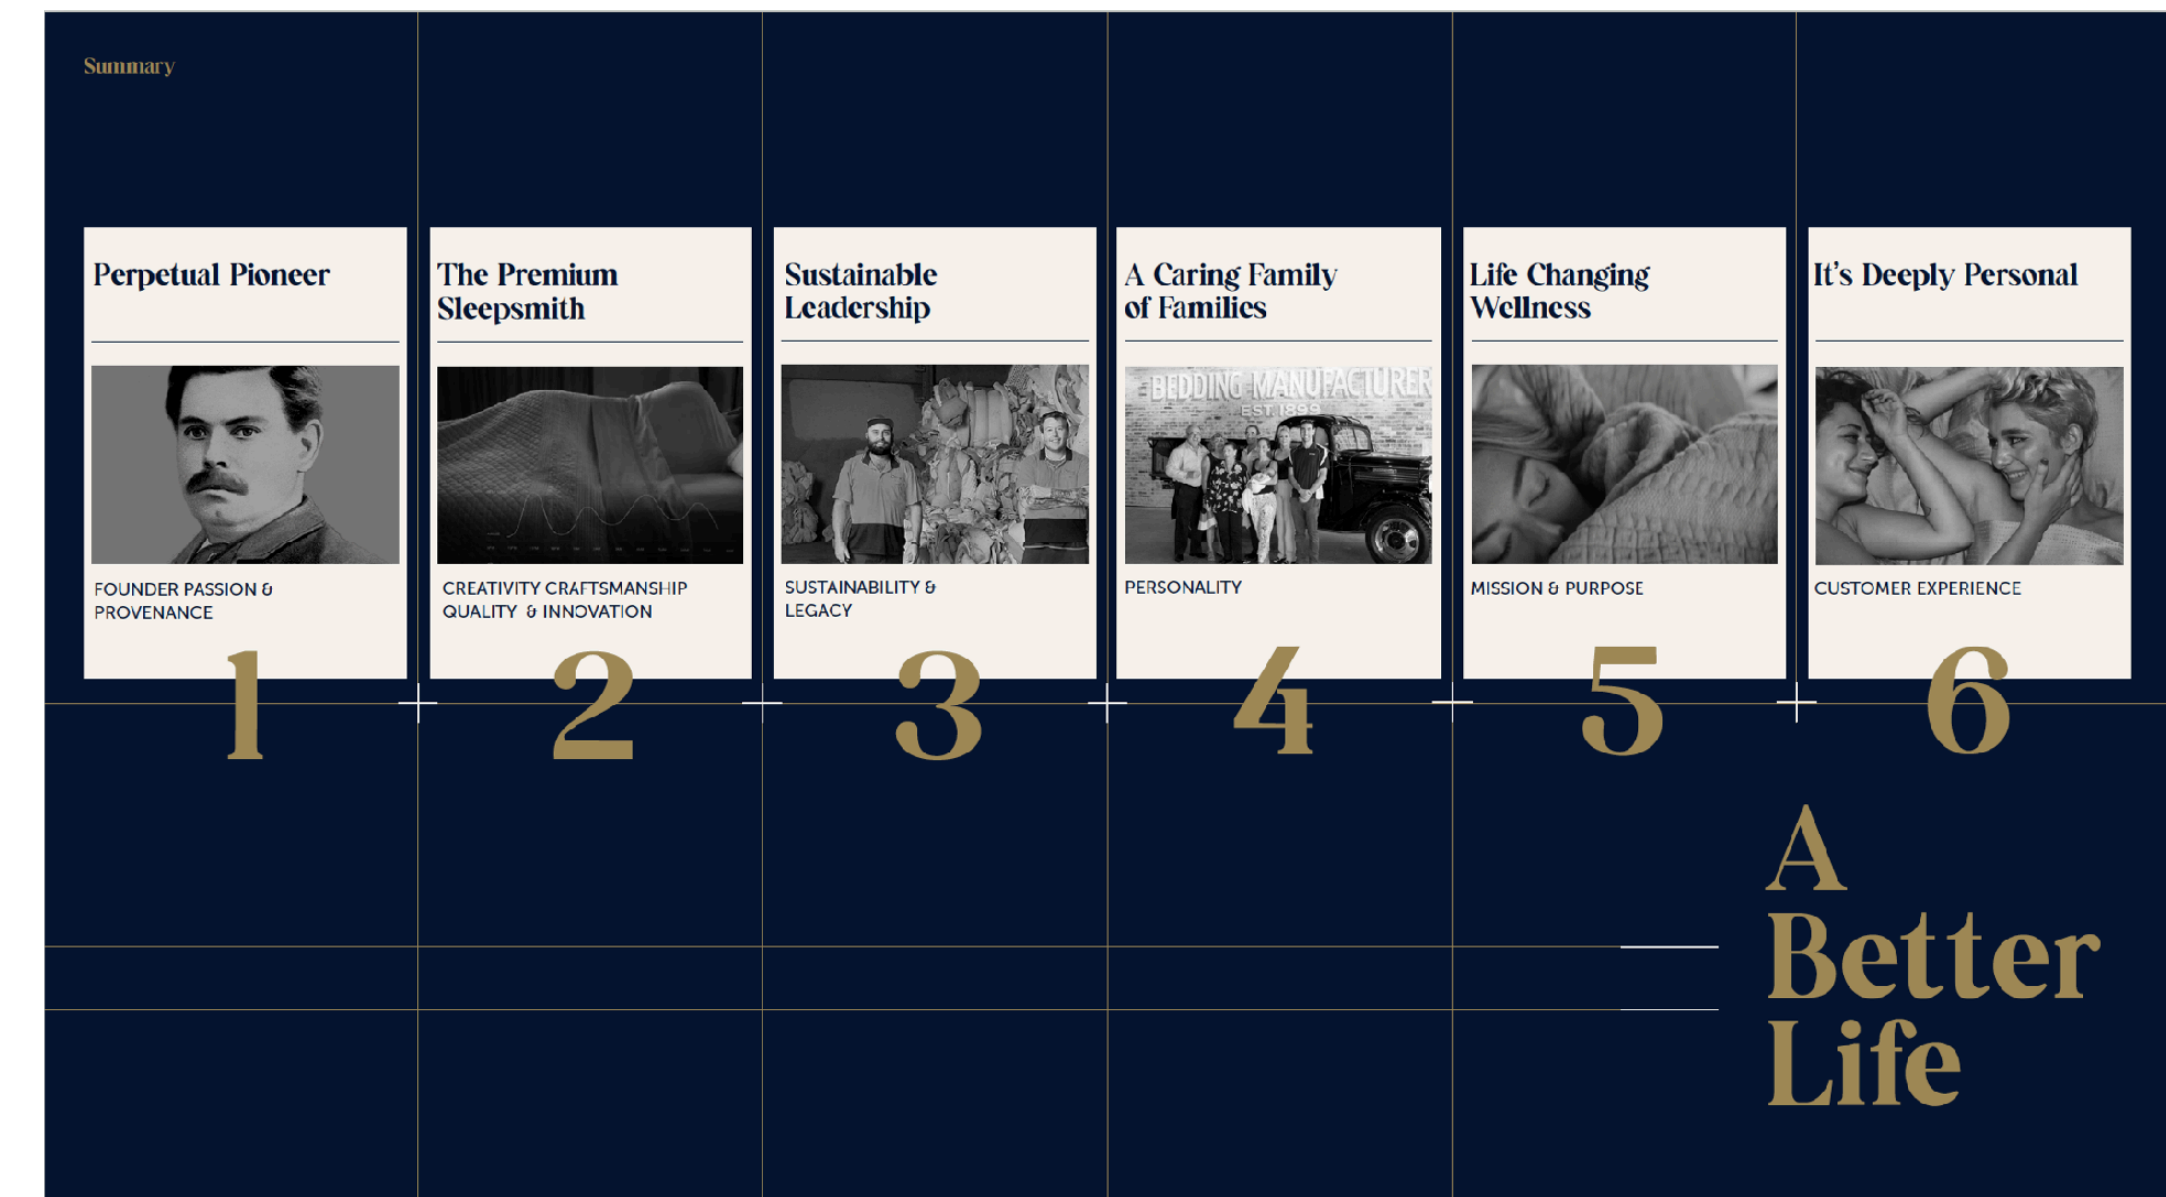 Summary
Perpetual Pioneer
FOUNDER PASSION &
PROVENANCE
1
The Premium
Sleepsmith
CREATIVITY CRAFTSMANSHIP
QUALITY & INNOVATION
2
Sustainable
Leadership
SUSTAINABILITY &
LEGACY
3
A Caring Family
of Families
BEDDING MANUFACTURER
EST. 1899
PERSONALITY
4
Life Changing
Wellness
MISSION & PURPOSE
5
It's Deeply Personal
CUSTOMER EXPERIENCE
6
A
Better
Life